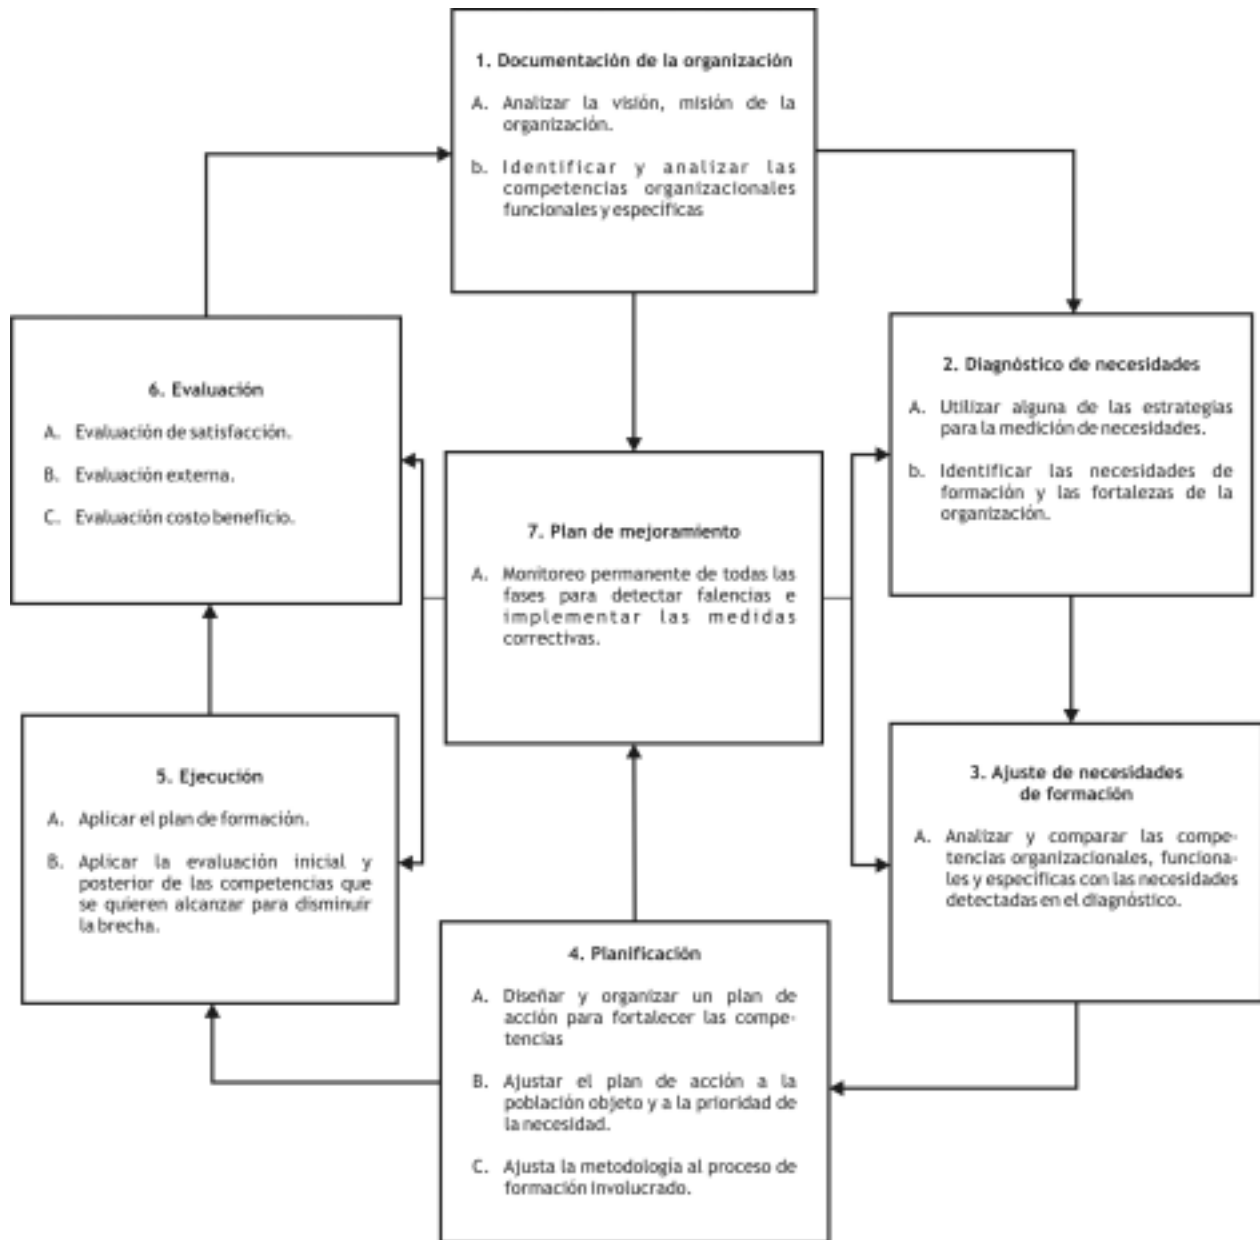 1. Documentación de la organización
A. Analizar la visión, misión de la
organización.
b. Identificar y analizar las
competencias organizacionales
funcionales y específicas
2. Diagnóstico de necesidades
A. Utilizar alguna de las estrategias
para la medición de necesidades.
b. Identificar las necesidades de
formación y las fortalezas de la
organización.
3. Ajuste de necesidades
de formación
A. Analizar y comparar las compe-
tencias organizacionales, funciona-
les y específicas con las necesidades
detectadas en el diagnóstico.
4. Planificación
A. Diseñar y organizar un plan de
acción para fortalecer las compe-
tencias
B. Ajustar el plan de acción a la
población objeto y a la prioridad de
la necesidad.
C. Ajusta la metodología al proceso de
formación involucrado.
5. Ejecución
A. Aplicar el plan de formación.
B. Aplicar la evaluación inicial y
posterior de las competencias que
se quieren alcanzar para disminuir
la brecha.
6. Evaluación
A. Evaluación de satisfacción.
B. Evaluación externa.
C. Evaluación costo beneficio.
7. Plan de mejoramiento
A. Monitoreo permanente de todas las
fases para detectar falencias e
implementar las medidas
correctivas.